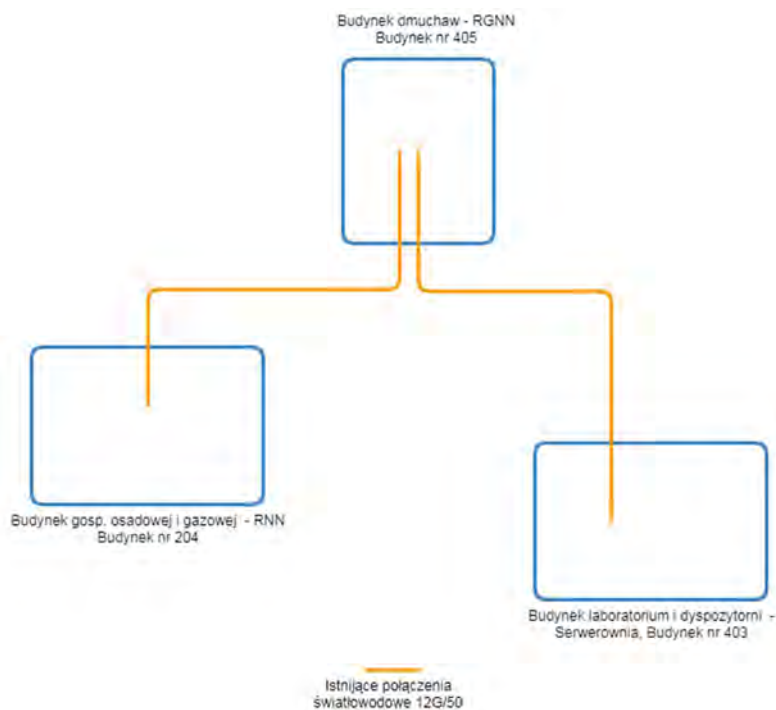 Budynek dmuchaw - RGNN
Budynek nr 405
Budynek gosp. osadowej i gazowej - RNN
Budynek nr 204
Budynek laboratorium i dyspozytorni -
Serwerownia, Budynek nr 403
Istnijące połączenia
światłowodowe 12G/50